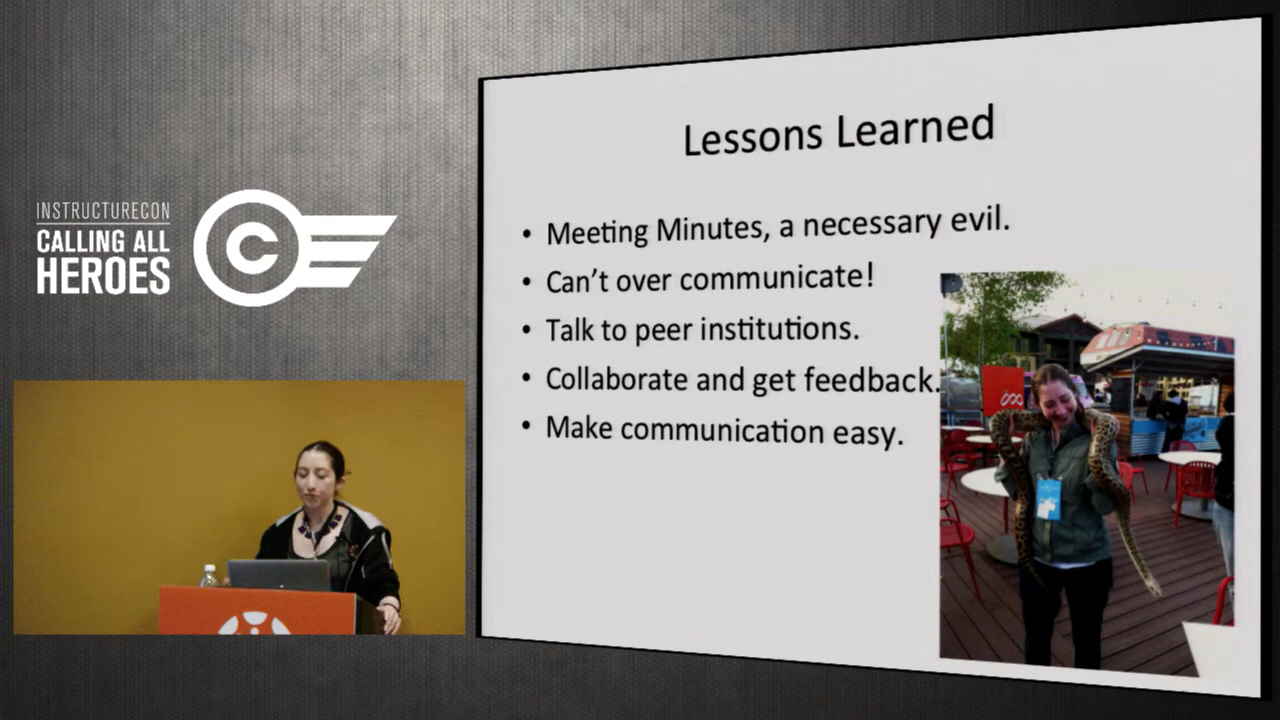 INSTRUCTURECON
CALLING ALL
HEROES
C
Lessons Learned
• Meeting Minutes, a necessary evil.
• Can’t over communicate!
• Talk to peer institutions.
• Collaborate and get feedback.
• Make communication easy.